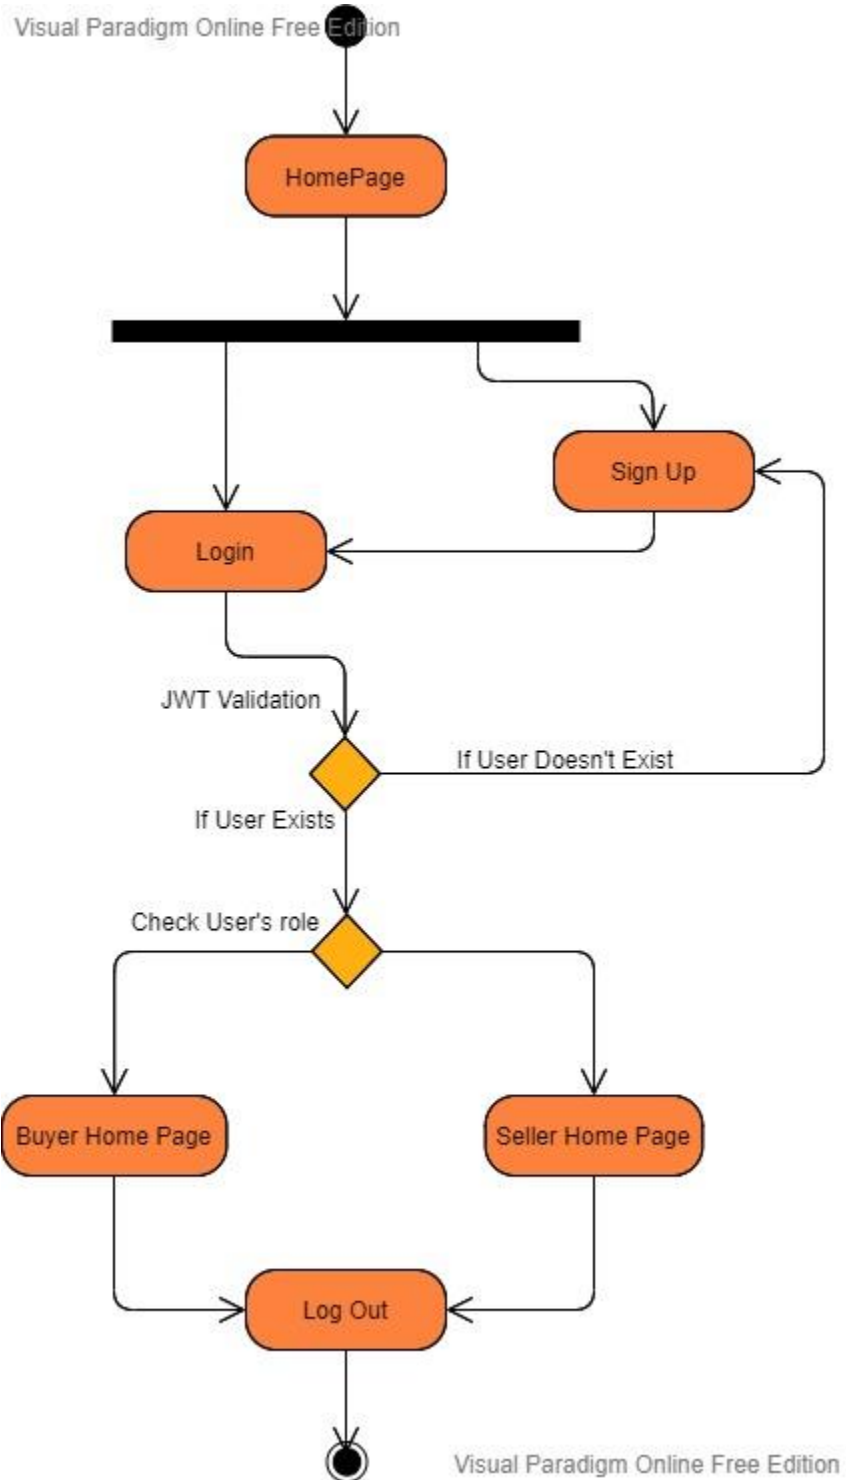 Visual Paradigm Online Free Edition
HomePage
Sign Up
Login
JWT Validation
If User Doesn't Exist
If User Exists
Check User's role
Buyer Home Page
Seller Home Page
Log Out
Visual Paradigm Online Free Edition